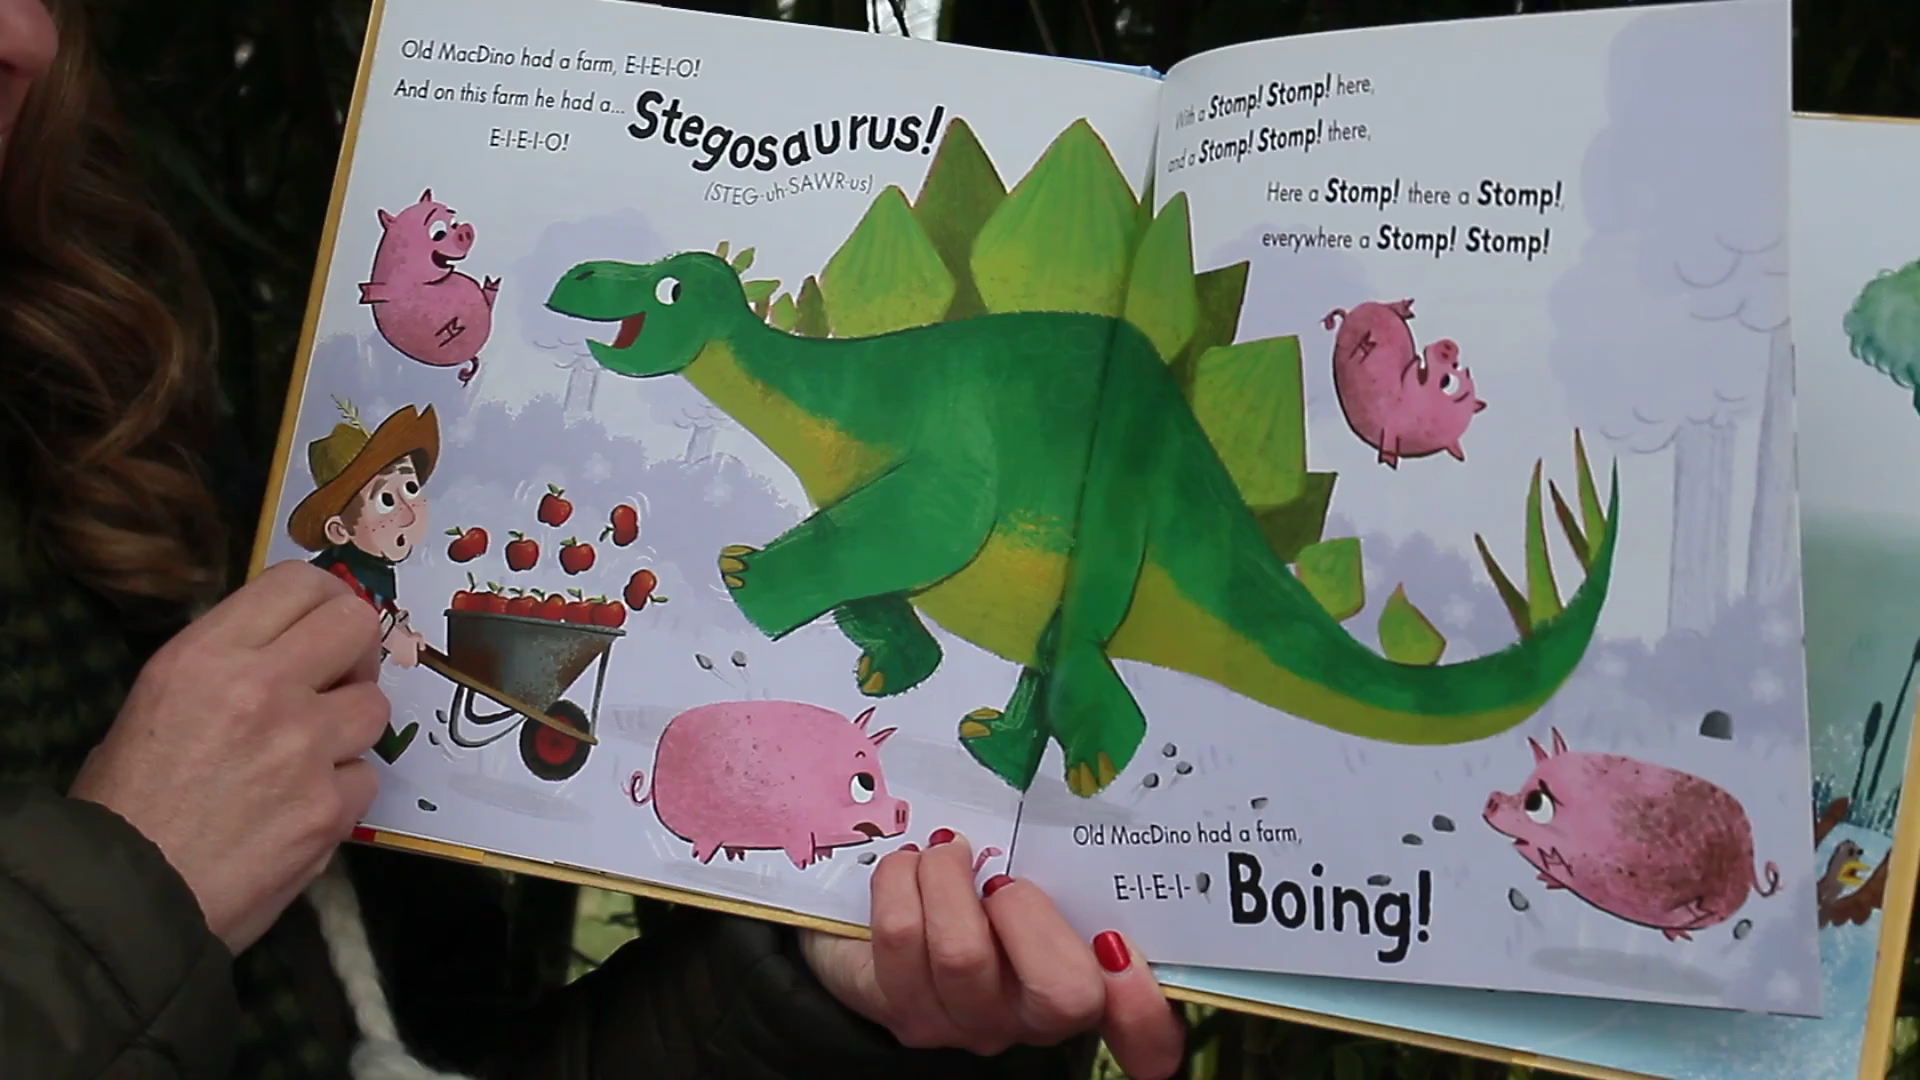 Old MacDino had a farm, E-I-E-I-O!
And on this farm he had a... Stegosaurus!
(STEG-uh-SAWR-us)
E-I-E-I-O!
With a Stomp! Stomp! here,
and a Stomp! Stomp! there,
Here a Stomp! there a Stomp!,
everywhere a Stomp! Stomp!
Old MacDino had a farm,
E-I-E-I- Boing!